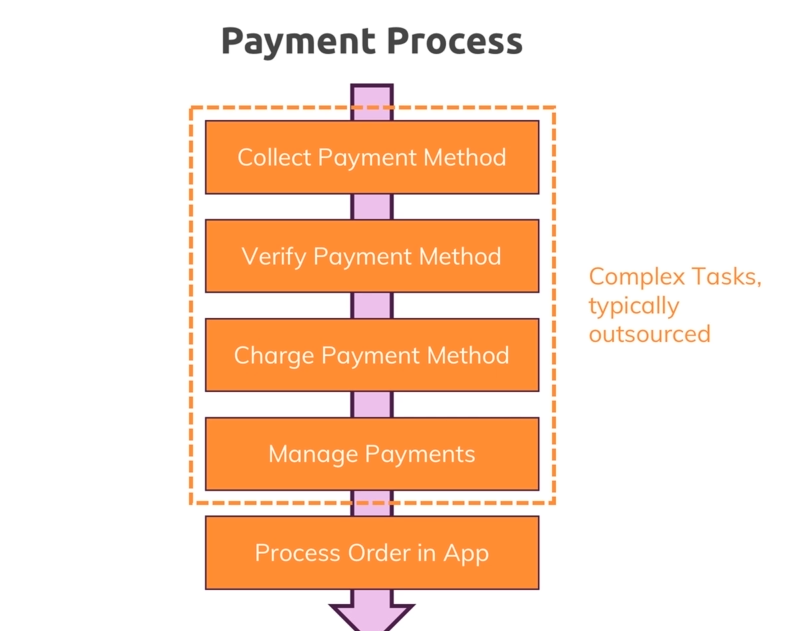 Payment Process
Collect Payment Method
Verify Payment Method
Charge Payment Method
Manage Payments
Process Order in App
Complex Tasks,
typically
outsourced